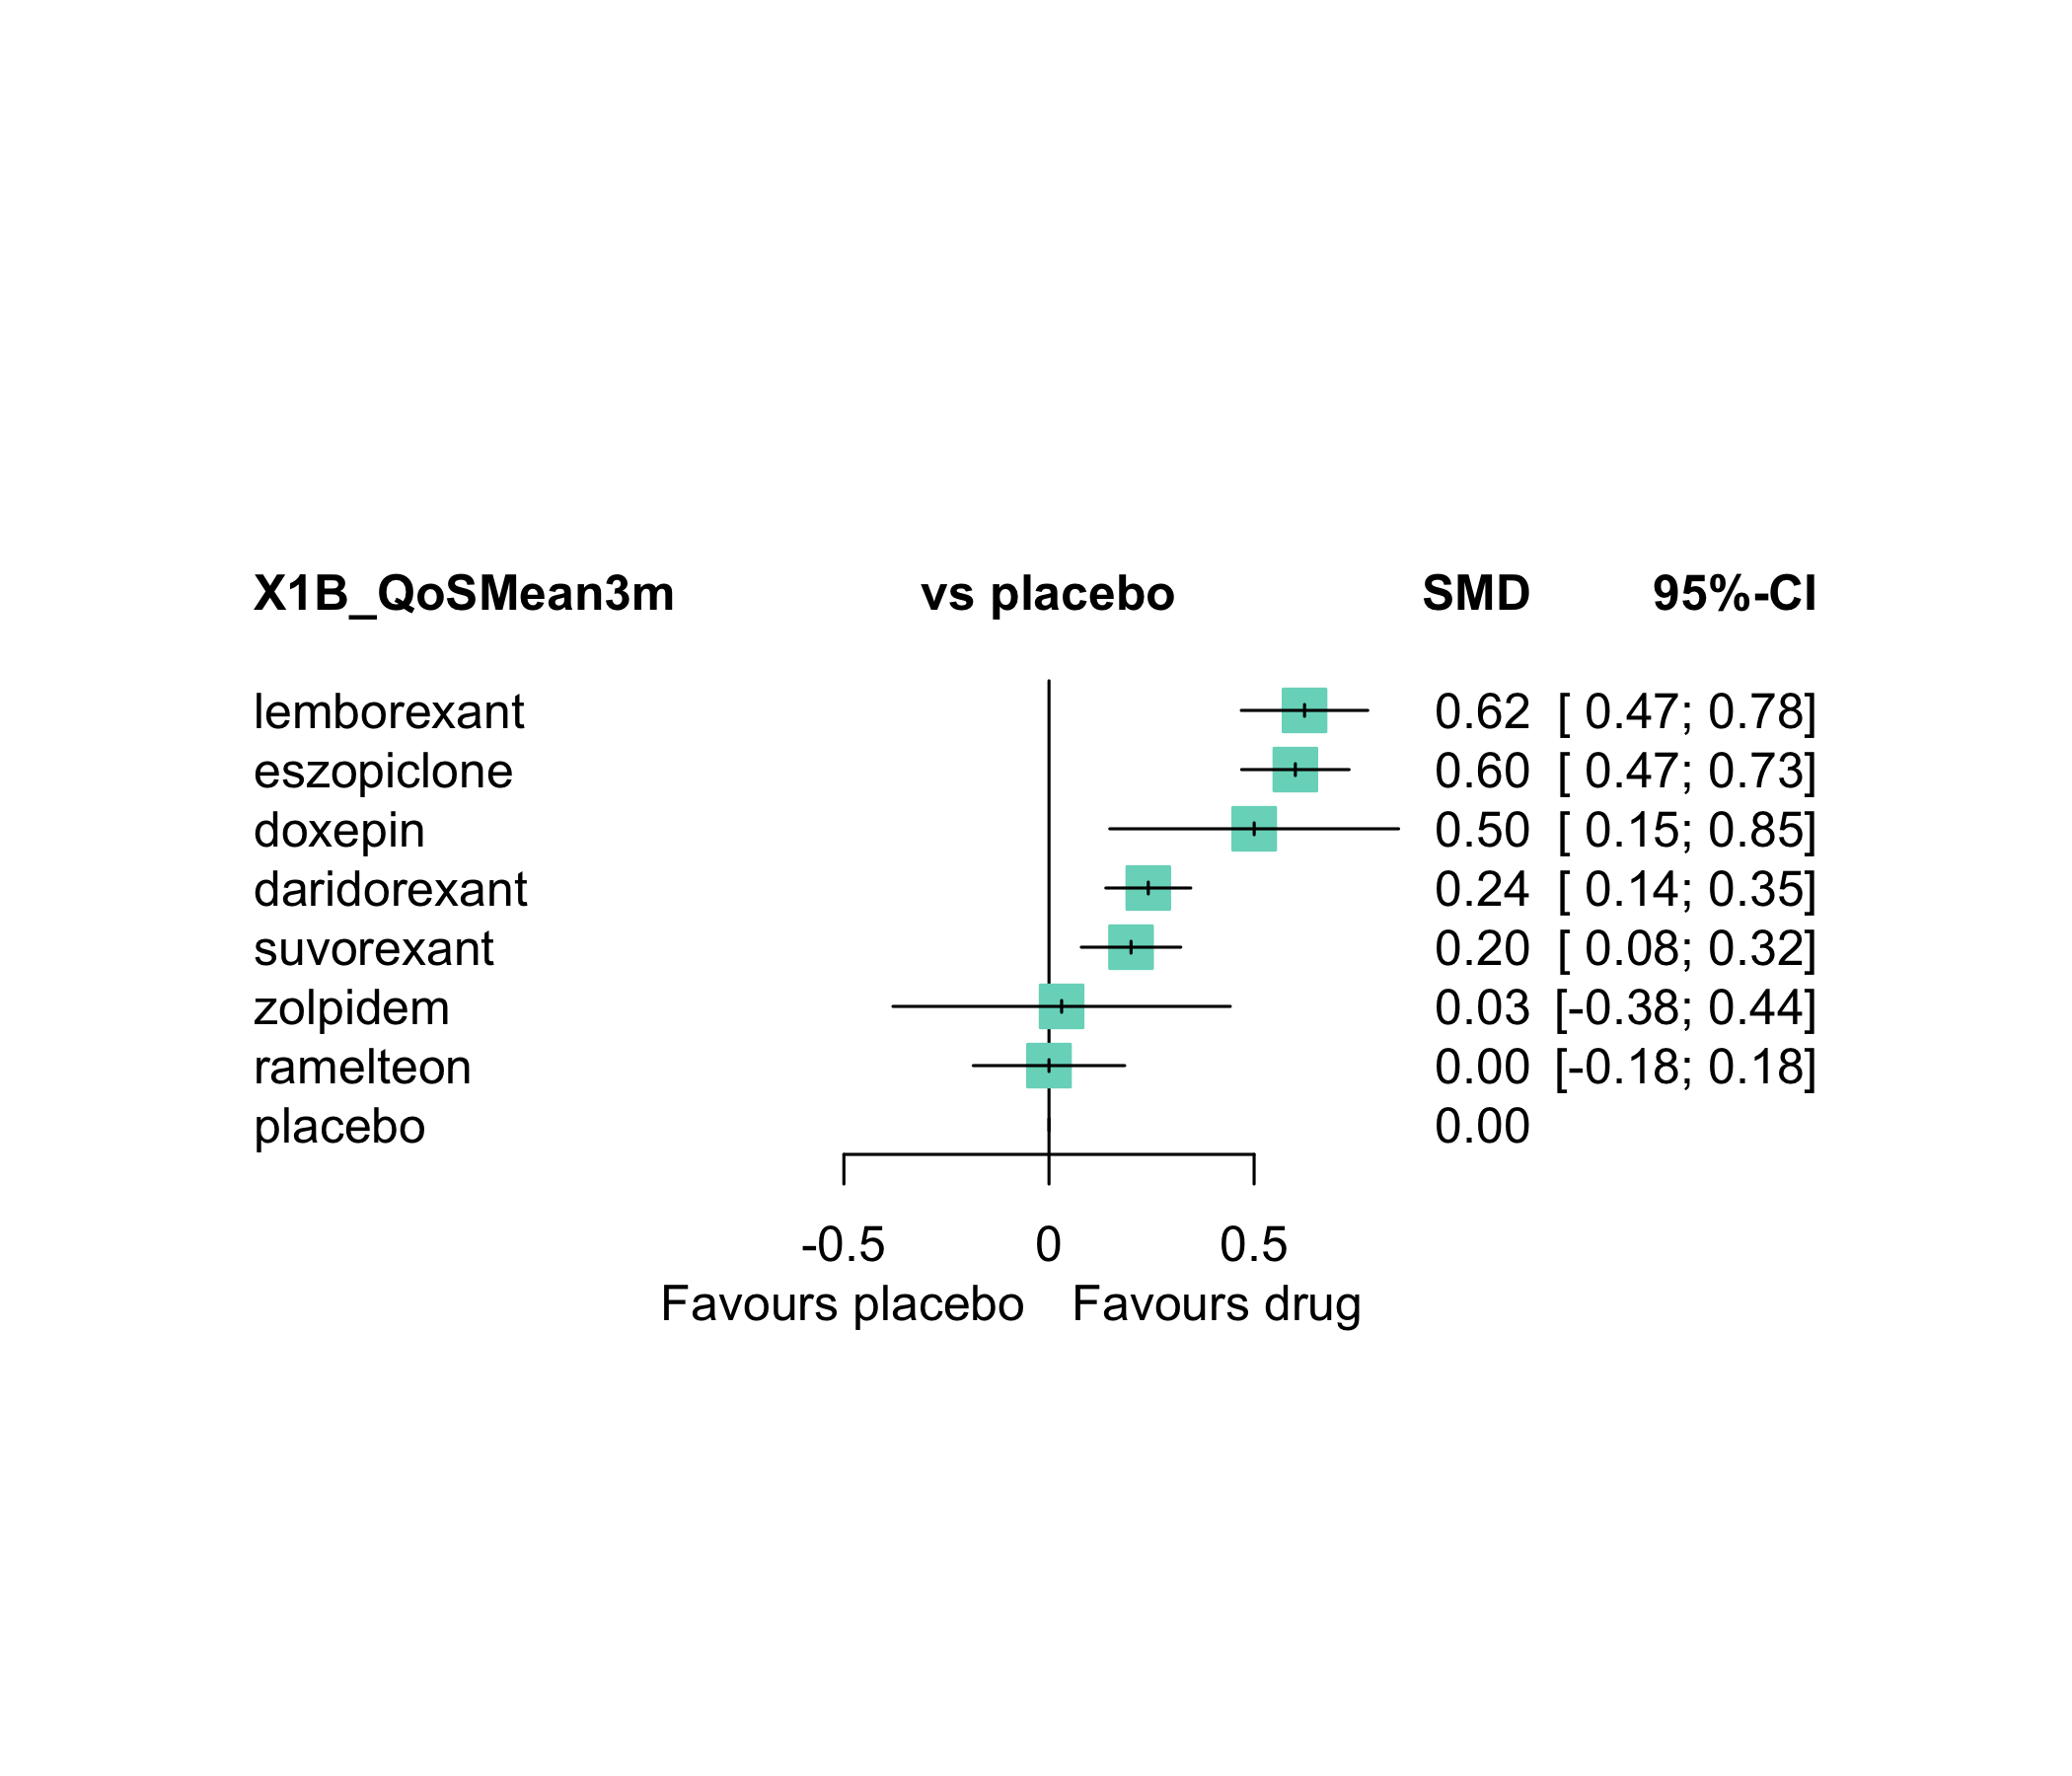 X1B_QoSMean3m vs placebo SMD 95%-CI
lemborexant 0.62 [ 0.47; 0.78]
eszopiclone 0.60 [ 0.47; 0.73]
doxepin 0.50 [ 0.15; 0.85]
daridorexant 0.24 [ 0.14; 0.35]
suvorexant 0.20 [ 0.08; 0.32]
zolpidem 0.03 [-0.38; 0.44]
ramelteon 0.00 [-0.18; 0.18]
placebo 0.00
-0.5 0 0.5
Favours placebo Favours drug